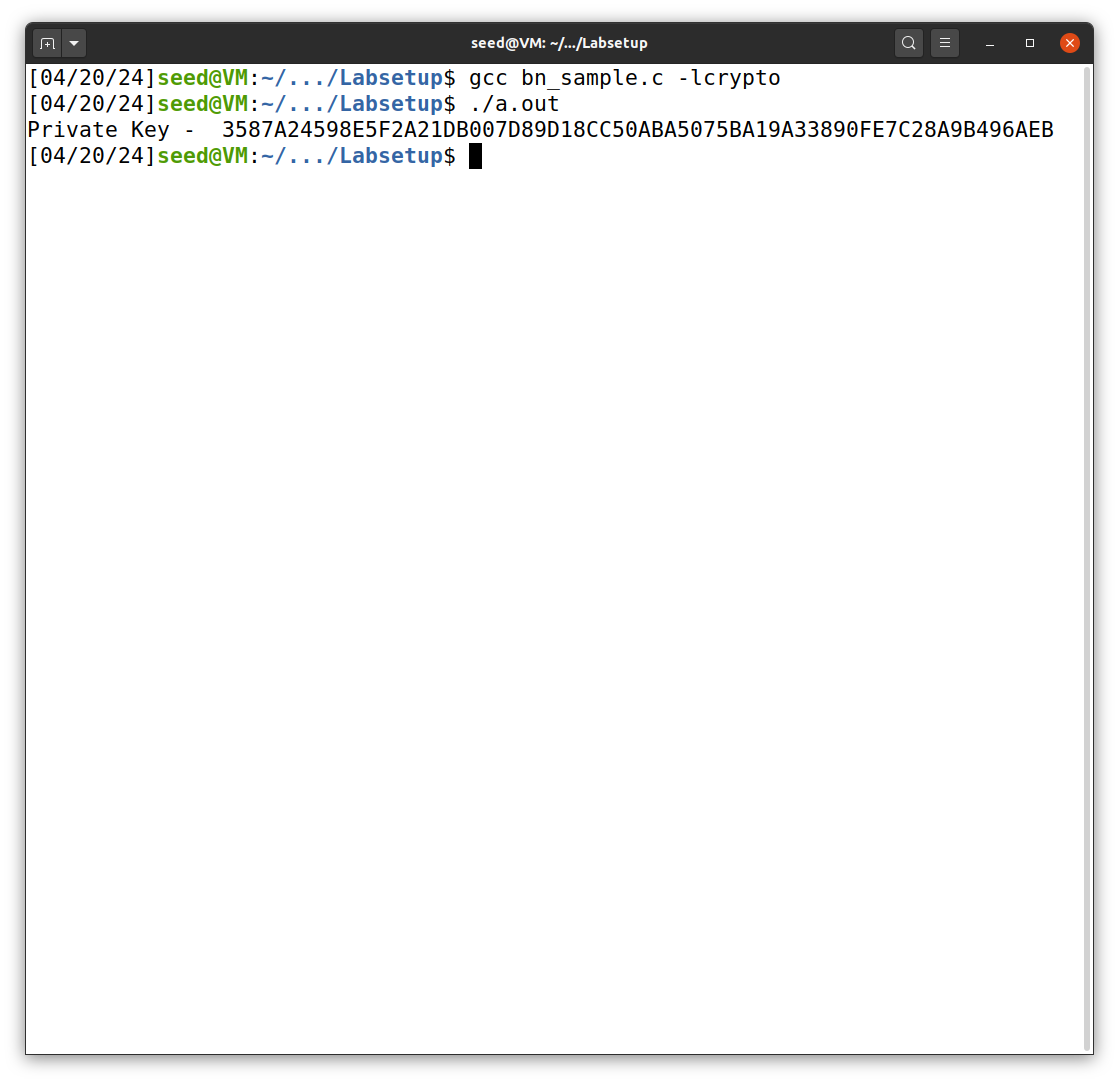 seed@VM: ~/.../Labsetup
[04/20/24]seed@VM:~/.../Labsetup$ gcc bn_sample.c -lcrypto
[04/20/24]seed@VM:~/.../Labsetup$ ./a.out
Private Key -  3587A24598E5F2A21DB007D89D18CC50ABA5075BA19A33890FE7C28A9B496AEB
[04/20/24]seed@VM:~/.../Labsetup$